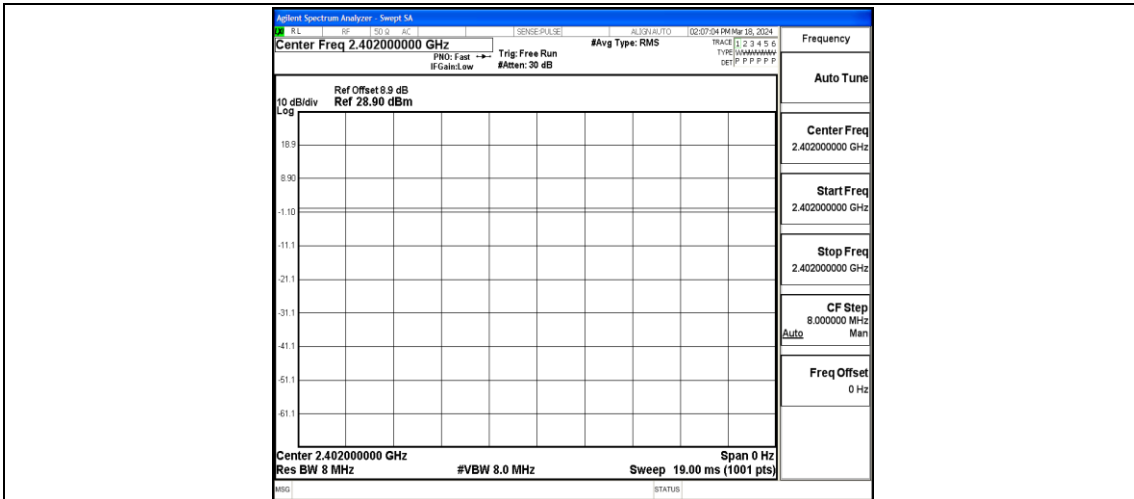 Agilent Spectrum Analyzer - Swept SA
RL RF 50 Ω AC SENSE:PULSE ALIGNAUTO 02:07:04 PM Mar 18, 2024
Center Freq 2.402000000 GHz #Avg Type: RMS TRACE 1 2 3 4 5 6
PNO: Fast Trig: Free Run TYPE
IFGain:Low #Atten: 30 dB DET P P P P P P
Frequency
Ref Offset 8.9 dB
10 dB/div Ref 28.90 dBm
Log
18.9
8.90
-1.10
-11.1
-21.1
-31.1
-41.1
-51.1
-61.1
Center 2.402000000 GHz Span 0 Hz
Res BW 8 MHz #VBW 8.0 MHz Sweep 19.00 ms (1001 pts)
MSG STATUS
Auto Tune
Center Freq
2.402000000 GHz
Start Freq
2.402000000 GHz
Stop Freq
2.402000000 GHz
CF Step
8.000000 MHz
Auto Man
Freq Offset
0 Hz